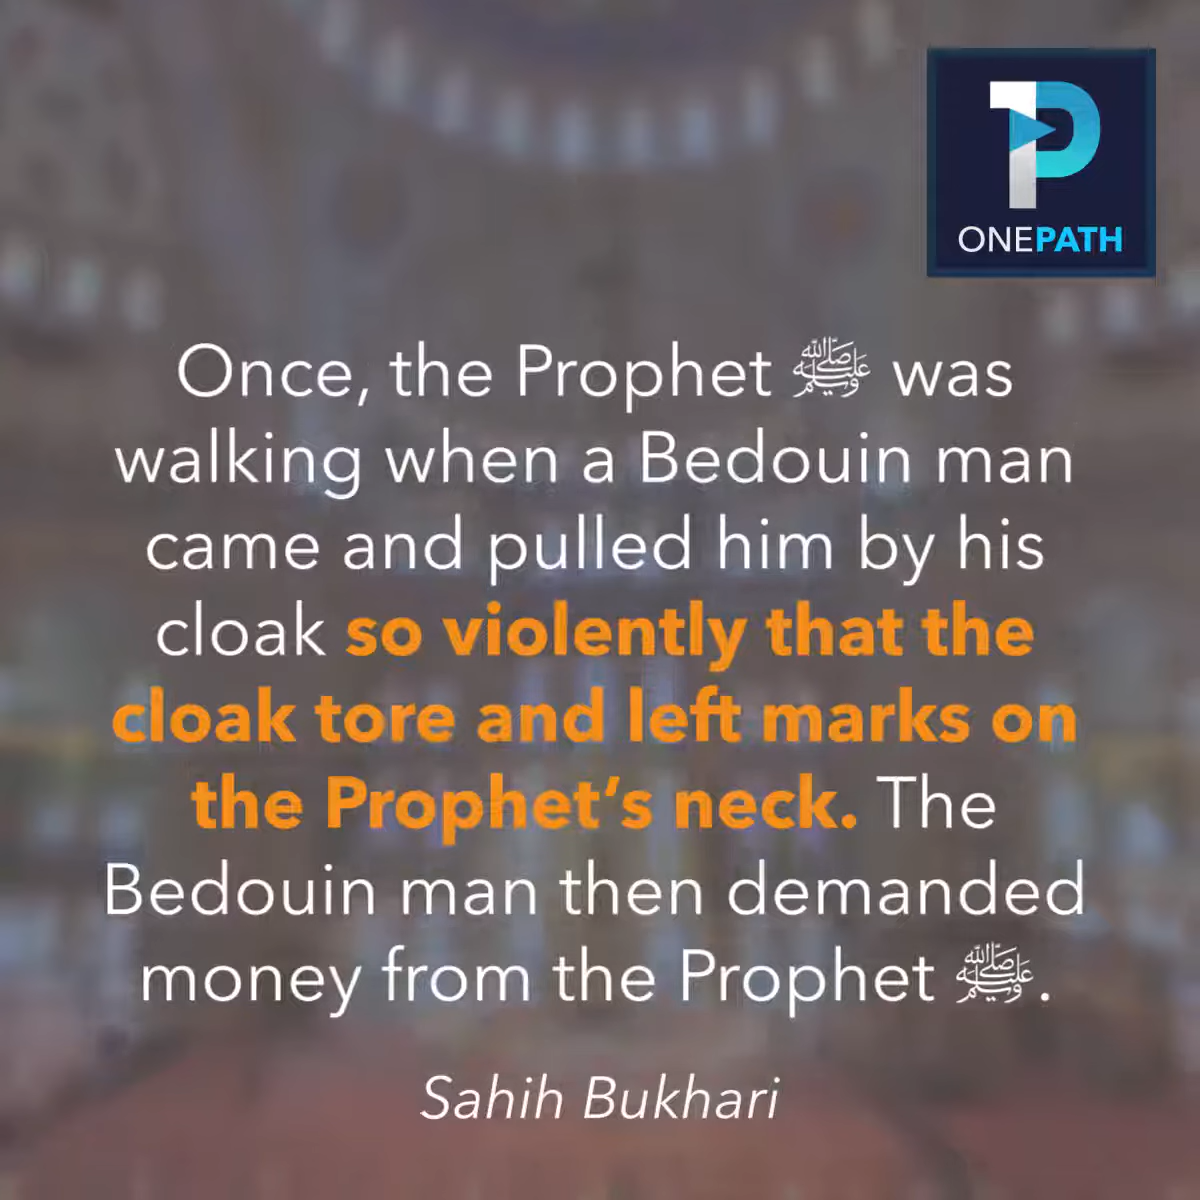 1P
ONEPATH
Once, the Prophet ﷺ was
walking when a Bedouin man
came and pulled him by his
cloak so violently that the
cloak tore and left marks on
the Prophet’s neck. The
Bedouin man then demanded
money from the Prophet ﷺ.
Sahih Bukhari